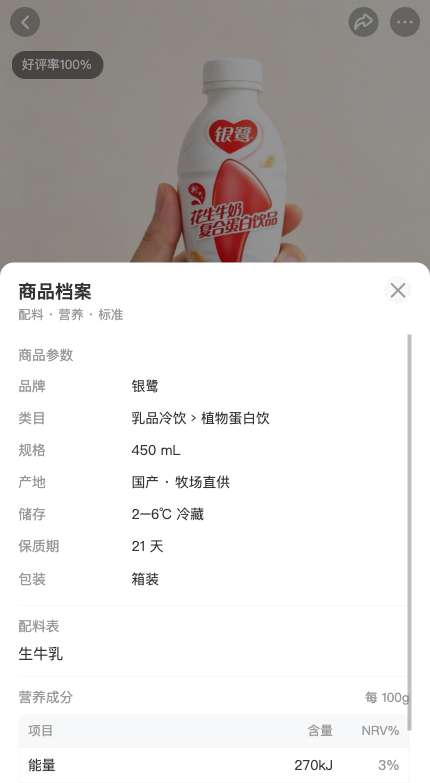 好评率100%
银鹭
花生牛奶
复合蛋白饮品
商品档案
配料 · 营养 · 标准
商品参数
品牌 银鹭
类目 乳品冷饮 > 植物蛋白饮
规格 450 mL
产地 国产 · 牧场直供
储存 2—6℃ 冷藏
保质期 21 天
包装 箱装
配料表
生牛乳
营养成分 每 100g
项目 含量 NRV%
能量 270kJ 3%